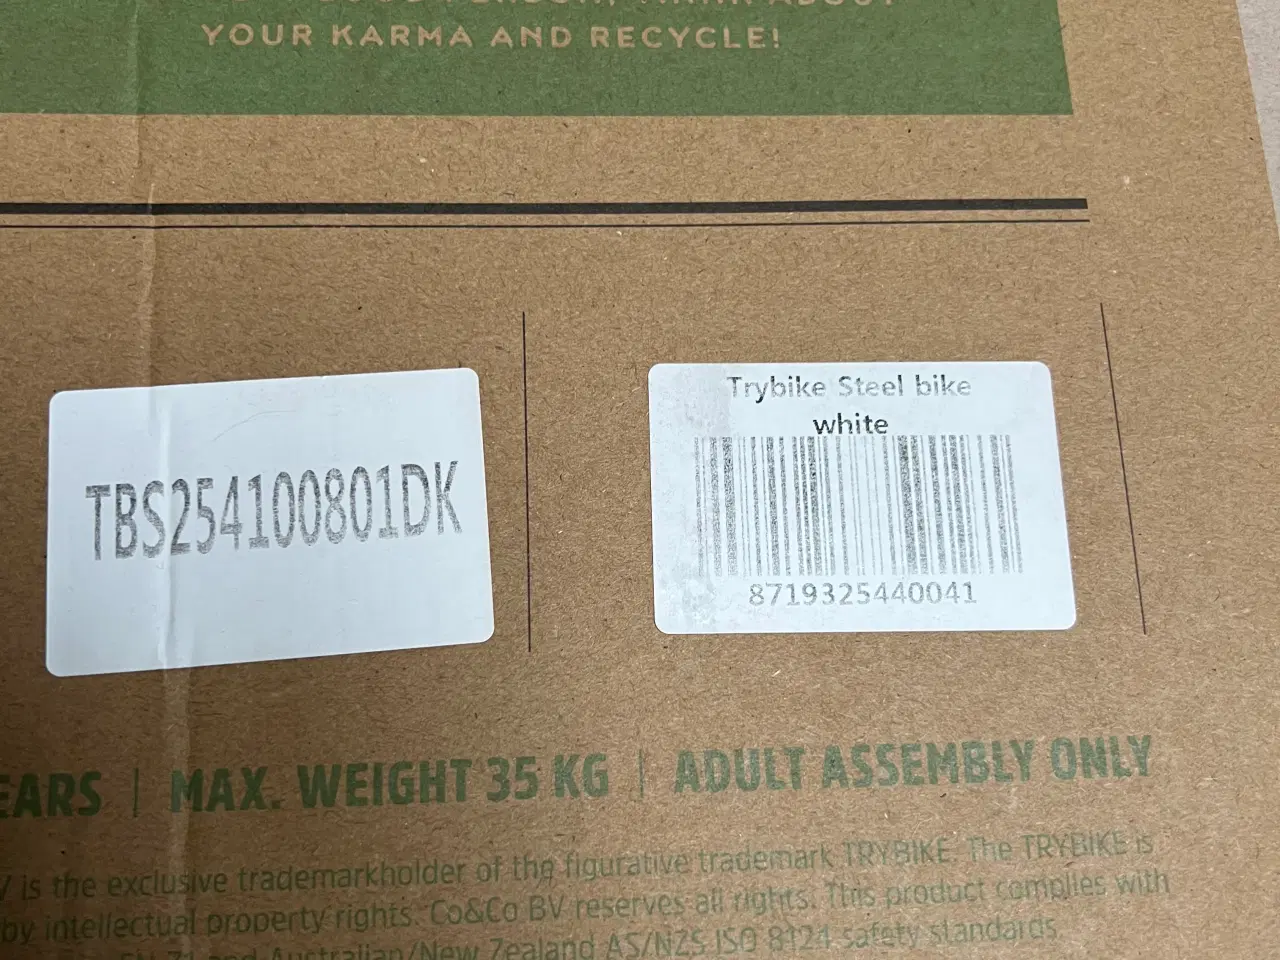 YOUR KARMA AND RECYCLE!
TBS254100801DK
Trybike Steel bike
white
8719325440041
EARS | MAX. WEIGHT 35 KG | ADULT ASSEMBLY ONLY
V is the exclusive trademarkholder of the figurative trademark TRYBIKE. The TRYBIKE is
by intellectual property rights. Co&Co BV reserves all rights. This product complies with
EN 71 and Australian/New Zealand AS/NZS ISO 8124 safety standards.